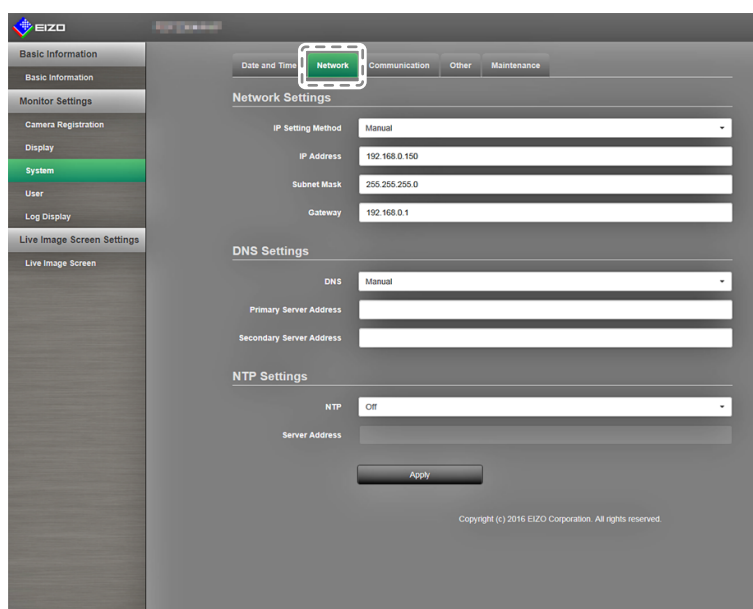 EIZO
Basic Information
Basic Information
Monitor Settings
Camera Registration
Display
System
User
Log Display
Live Image Screen Settings
Live Image Screen
Date and Time Network Communication Other Maintenance
Network Settings
IP Setting Method Manual
IP Address 192.168.0.150
Subnet Mask 255.255.255.0
Gateway 192.168.0.1
DNS Settings
DNS Manual
Primary Server Address
Secondary Server Address
NTP Settings
NTP Off
Server Address
Apply
Copyright (c) 2016 EIZO Corporation. All rights reserved.